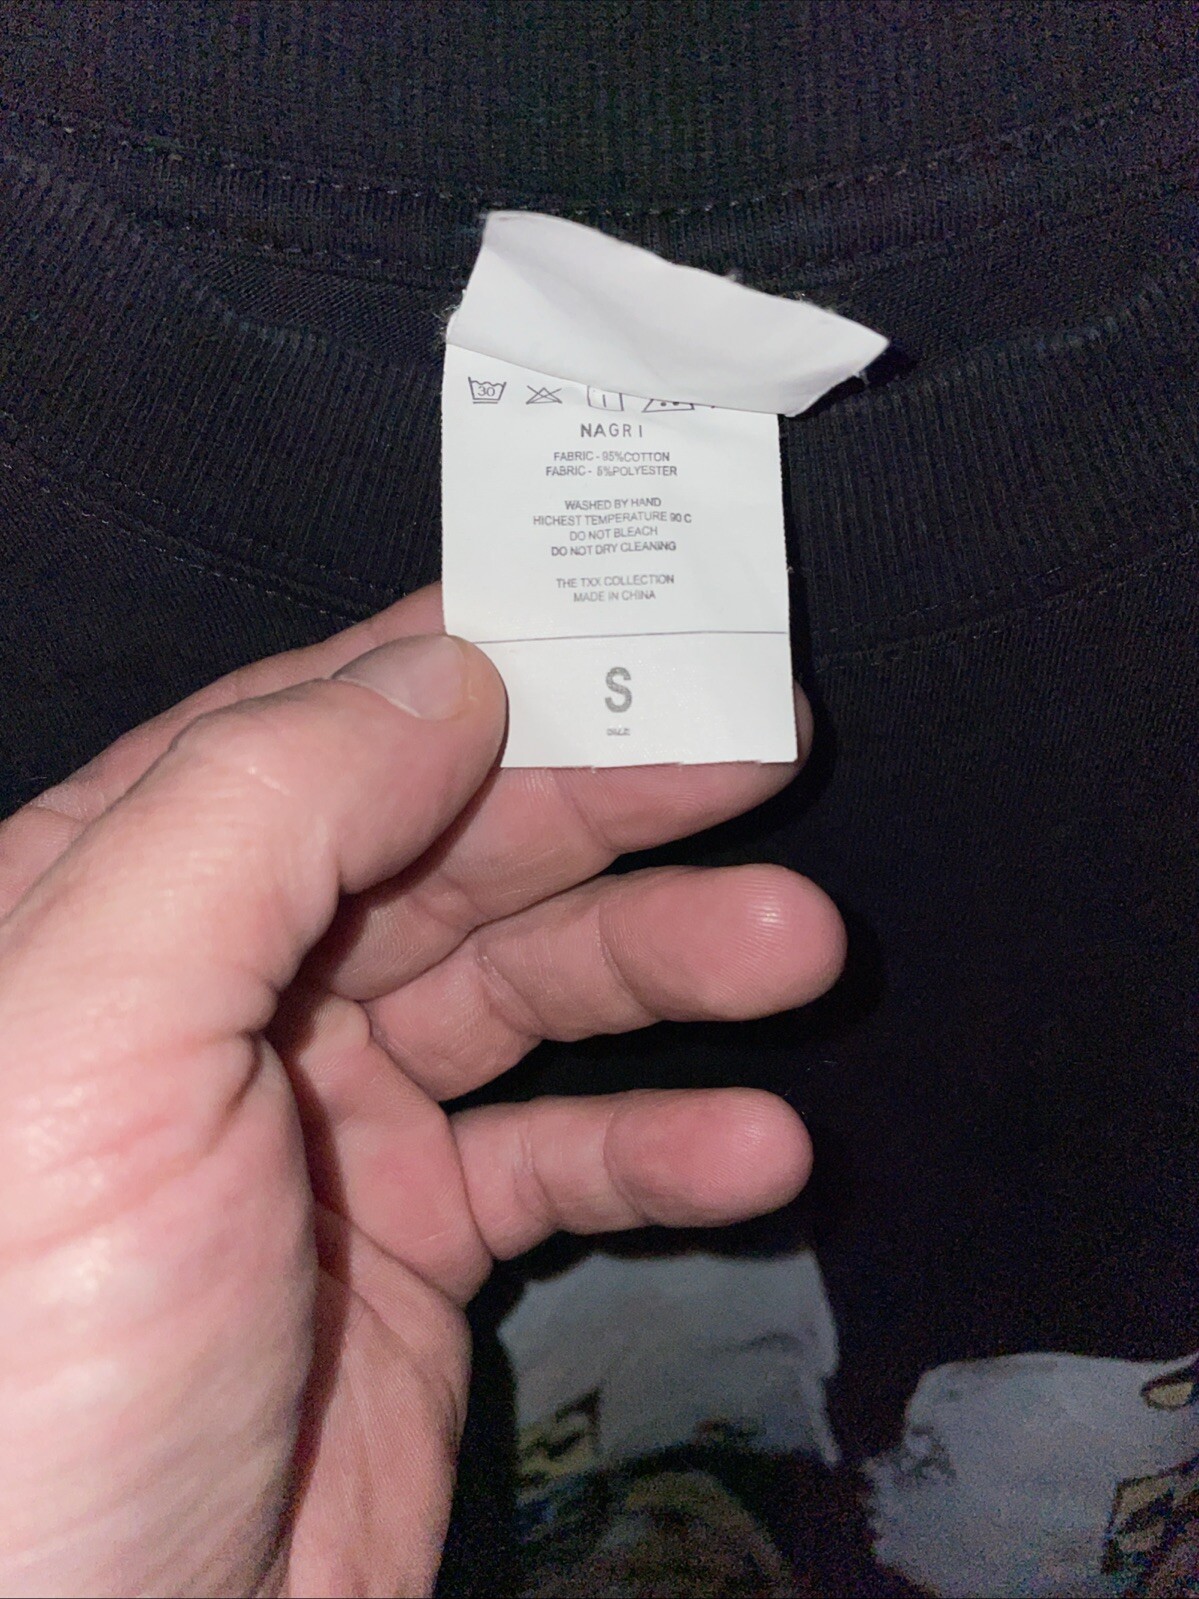 30
NAGRI
FABRIC - 95%COTTON
FABRIC - 5%POLYESTER
WASHED BY HAND
HICHEST TEMPERATURE 90 C
DO NOT BLEACH
DO NOT DRY CLEANING
THE TXX COLLECTION
MADE IN CHINA
S
SIZE